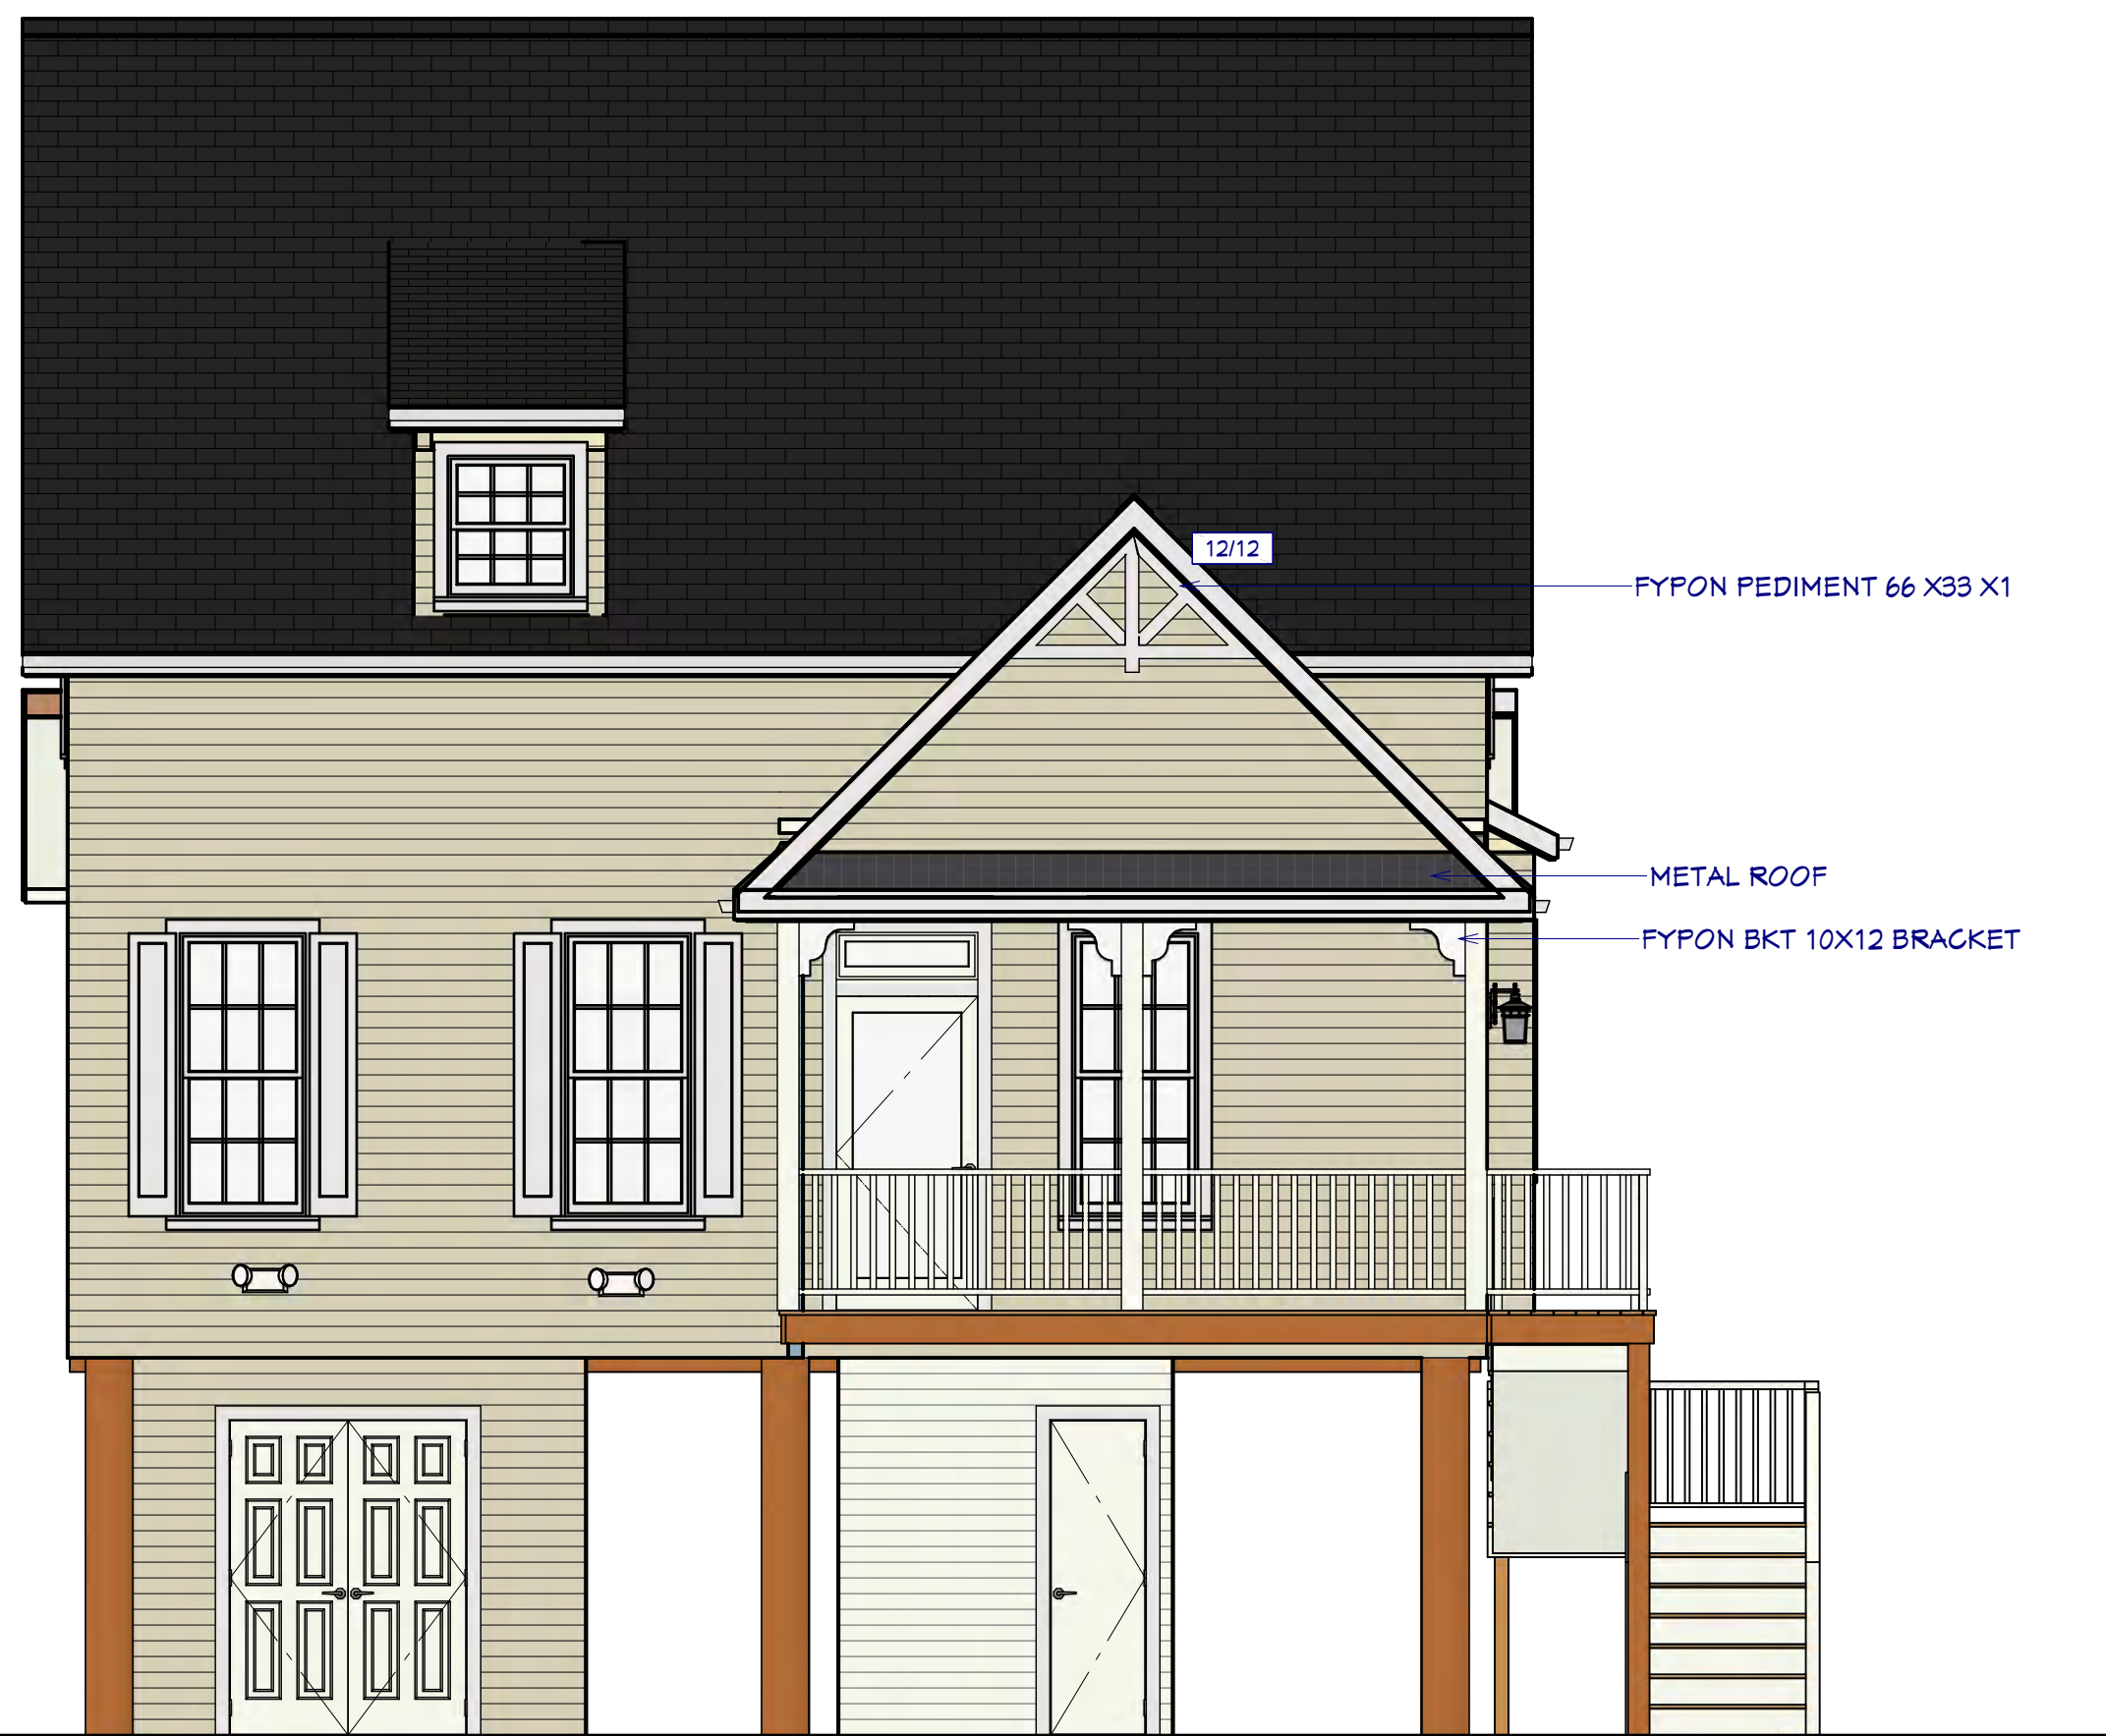 12/12
FYPON PEDIMENT 66 X33 X1
METAL ROOF
FYPON BKT 10X12 BRACKET